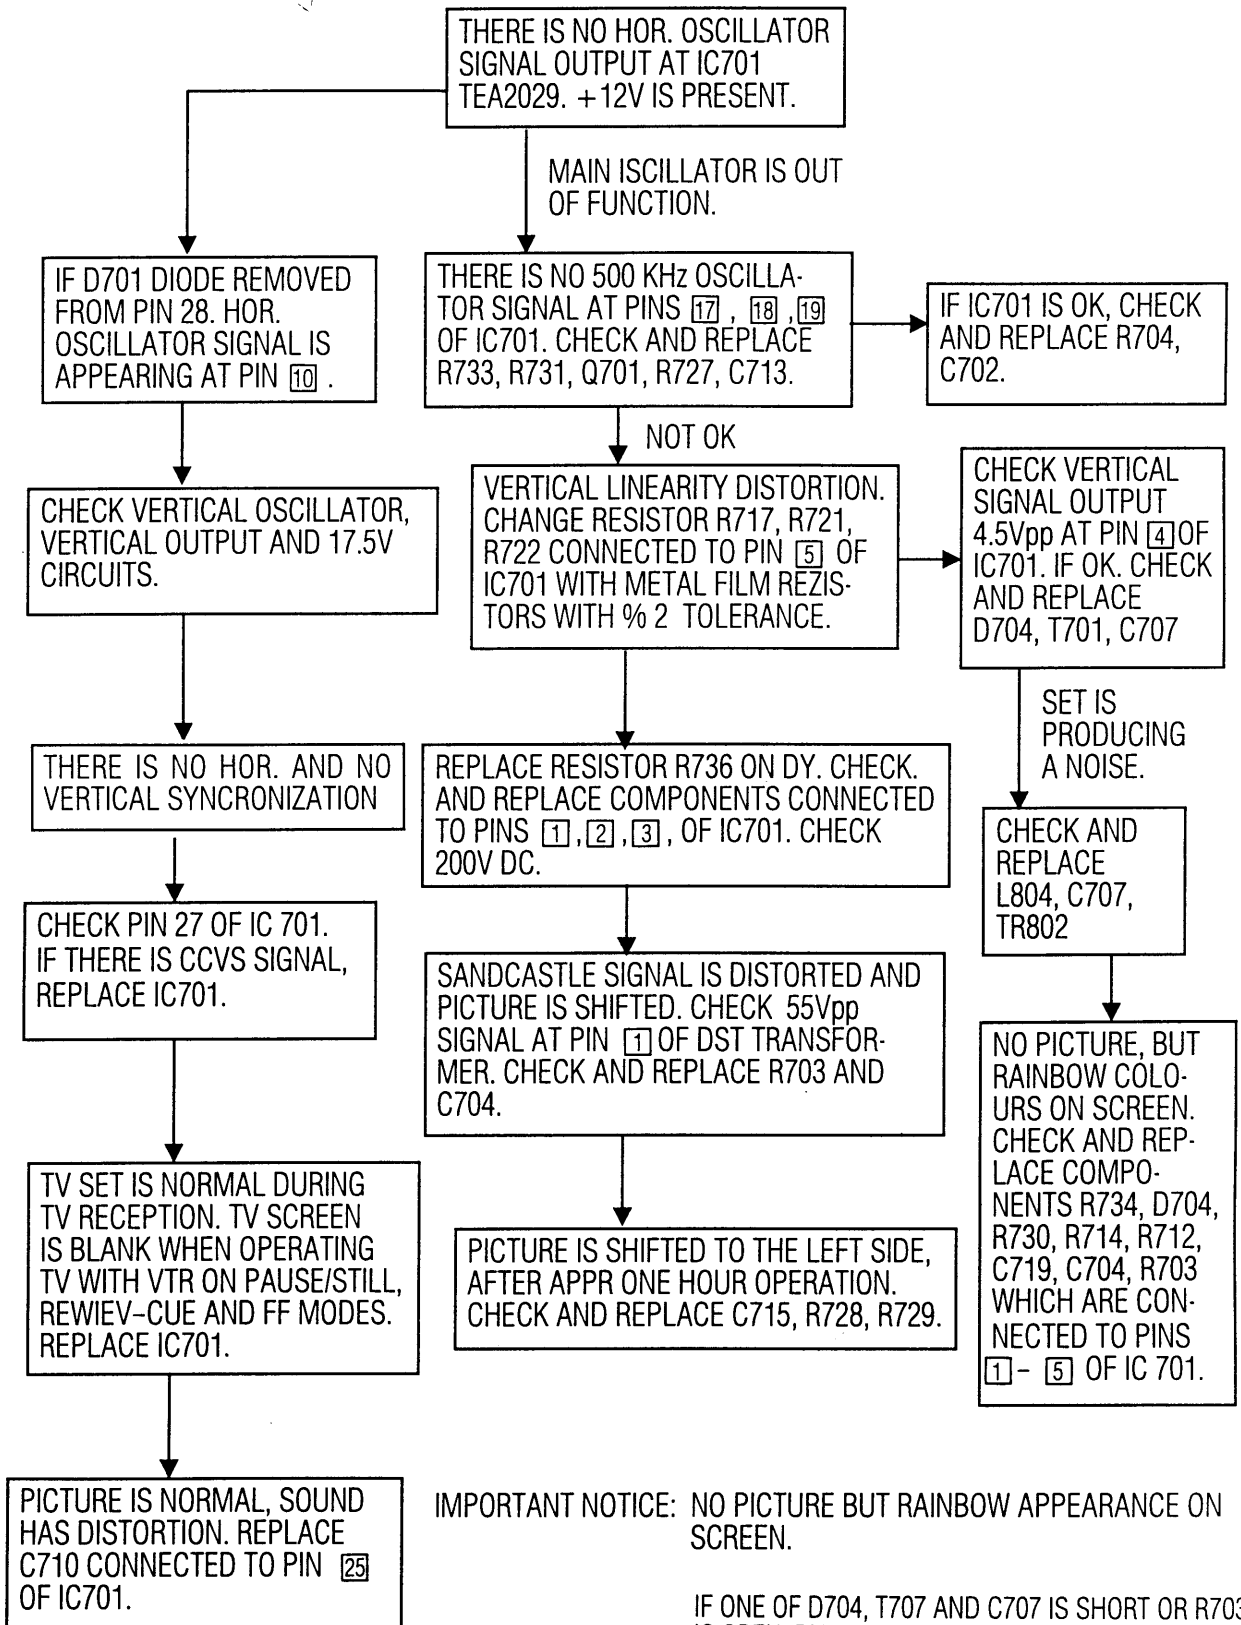 THERE IS NO HOR. OSCILLATOR
SIGNAL OUTPUT AT IC701
TEA2029. +12V IS PRESENT.
MAIN ISCILLATOR IS OUT
OF FUNCTION.
IF D701 DIODE REMOVED
FROM PIN 28. HOR.
OSCILLATOR SIGNAL IS
APPEARING AT PIN 10 .
THERE IS NO 500 KHz OSCILLA-
TOR SIGNAL AT PINS 17 , 18 , 19
OF IC701. CHECK AND REPLACE
R733, R731, Q701, R727, C713.
IF IC701 IS OK, CHECK
AND REPLACE R704,
C702.
NOT OK
CHECK VERTICAL OSCILLATOR,
VERTICAL OUTPUT AND 17.5V
CIRCUITS.
VERTICAL LINEARITY DISTORTION.
CHANGE RESISTOR R717, R721,
R722 CONNECTED TO PIN 5 OF
IC701 WITH METAL FILM REZIS-
TORS WITH % 2 TOLERANCE.
CHECK VERTICAL
SIGNAL OUTPUT
4.5Vpp AT PIN 4 OF
IC701. IF OK. CHECK
AND REPLACE
D704, T701, C707
SET IS
PRODUCING
A NOISE.
THERE IS NO HOR. AND NO
VERTICAL SYNCRONIZATION
REPLACE RESISTOR R736 ON DY. CHECK.
AND REPLACE COMPONENTS CONNECTED
TO PINS 1 , 2 , 3 , OF IC701. CHECK
200V DC.
CHECK AND
REPLACE
L804, C707,
TR802
CHECK PIN 27 OF IC 701.
IF THERE IS CCVS SIGNAL,
REPLACE IC701.
SANDCASTLE SIGNAL IS DISTORTED AND
PICTURE IS SHIFTED. CHECK 55Vpp
SIGNAL AT PIN 1 OF DST TRANSFOR-
MER. CHECK AND REPLACE R703 AND
C704.
NO PICTURE, BUT
RAINBOW COLO-
URS ON SCREEN.
CHECK AND REP-
LACE COMPO-
NENTS R734, D704,
R730, R714, R712,
C719, C704, R703
WHICH ARE CON-
NECTED TO PINS
1 - 5 OF IC 701.
TV SET IS NORMAL DURING
TV RECEPTION. TV SCREEN
IS BLANK WHEN OPERATING
TV WITH VTR ON PAUSE/STILL,
REWIEV-CUE AND FF MODES.
REPLACE IC701.
PICTURE IS SHIFTED TO THE LEFT SIDE,
AFTER APPR ONE HOUR OPERATION.
CHECK AND REPLACE C715, R728, R729.
PICTURE IS NORMAL, SOUND
HAS DISTORTION. REPLACE
C710 CONNECTED TO PIN 25
OF IC701.
IMPORTANT NOTICE: NO PICTURE BUT RAINBOW APPEARANCE ON
SCREEN.
IF ONE OF D704, T707 AND C707 IS SHORT OR R703